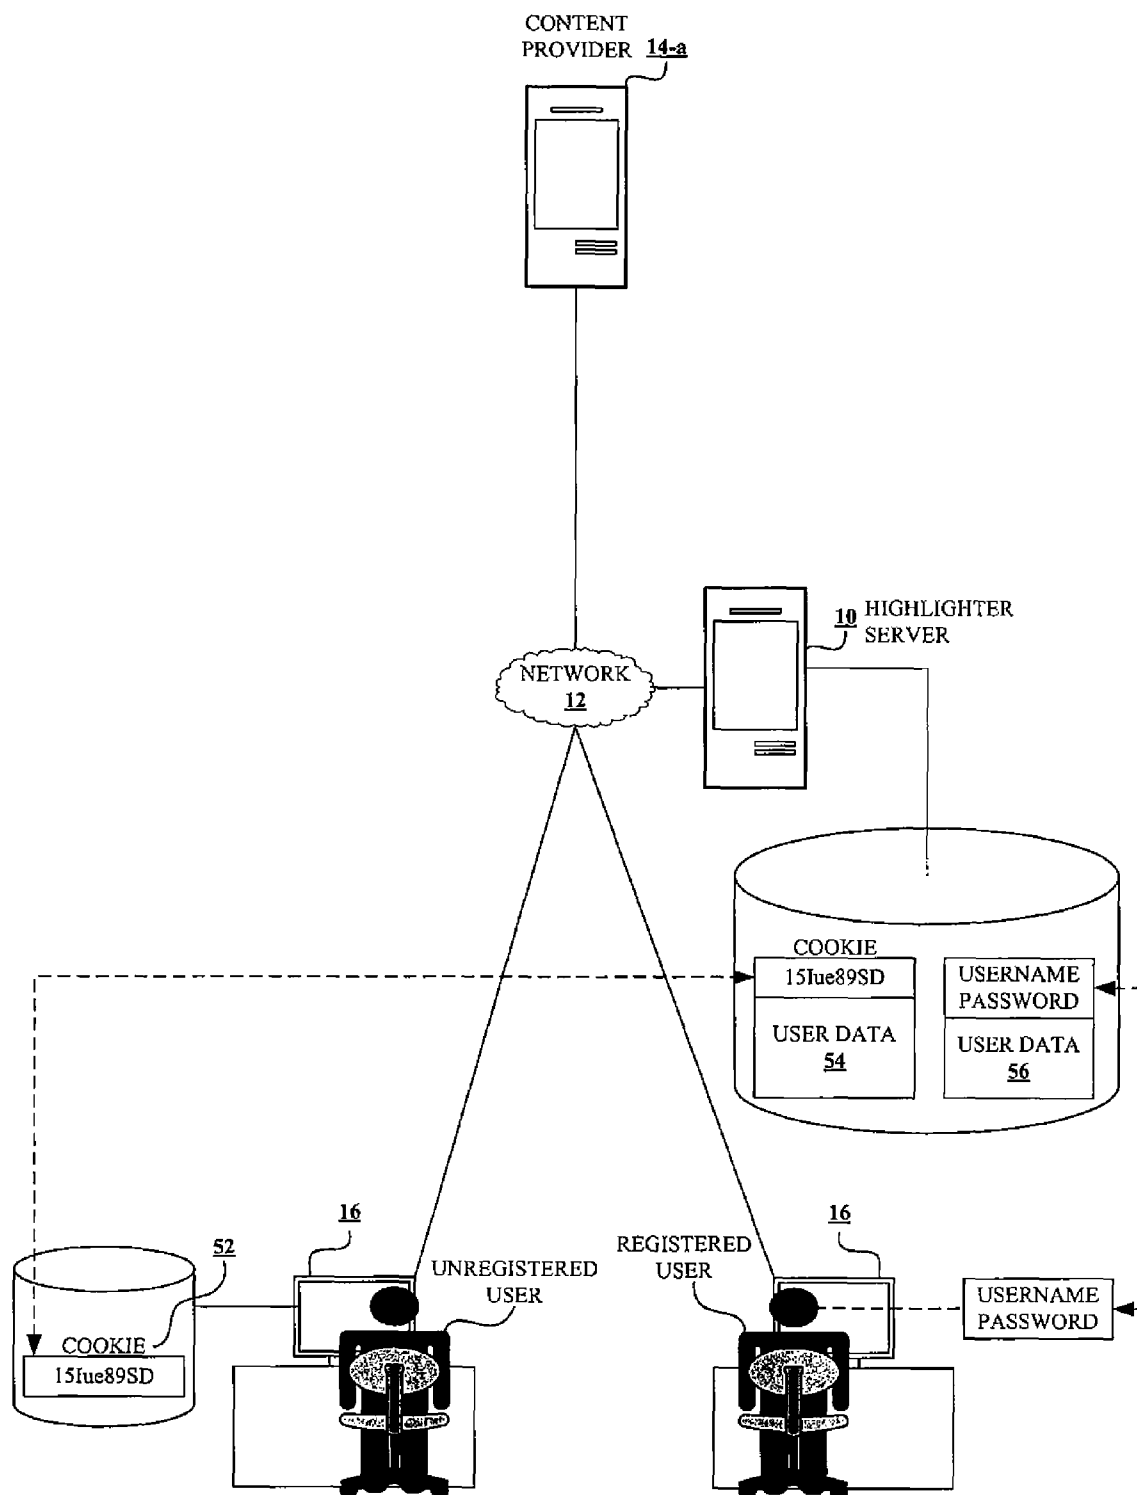 CONTENT
PROVIDER 14-a
10 HIGHLIGHTER
SERVER
NETWORK
12
COOKIE
15Iue89SD
USER DATA
54
USERNAME
PASSWORD
USER DATA
56
16
52
UNREGISTERED
USER
REGISTERED
USER
16
COOKIE
15Iue89SD
USERNAME
PASSWORD